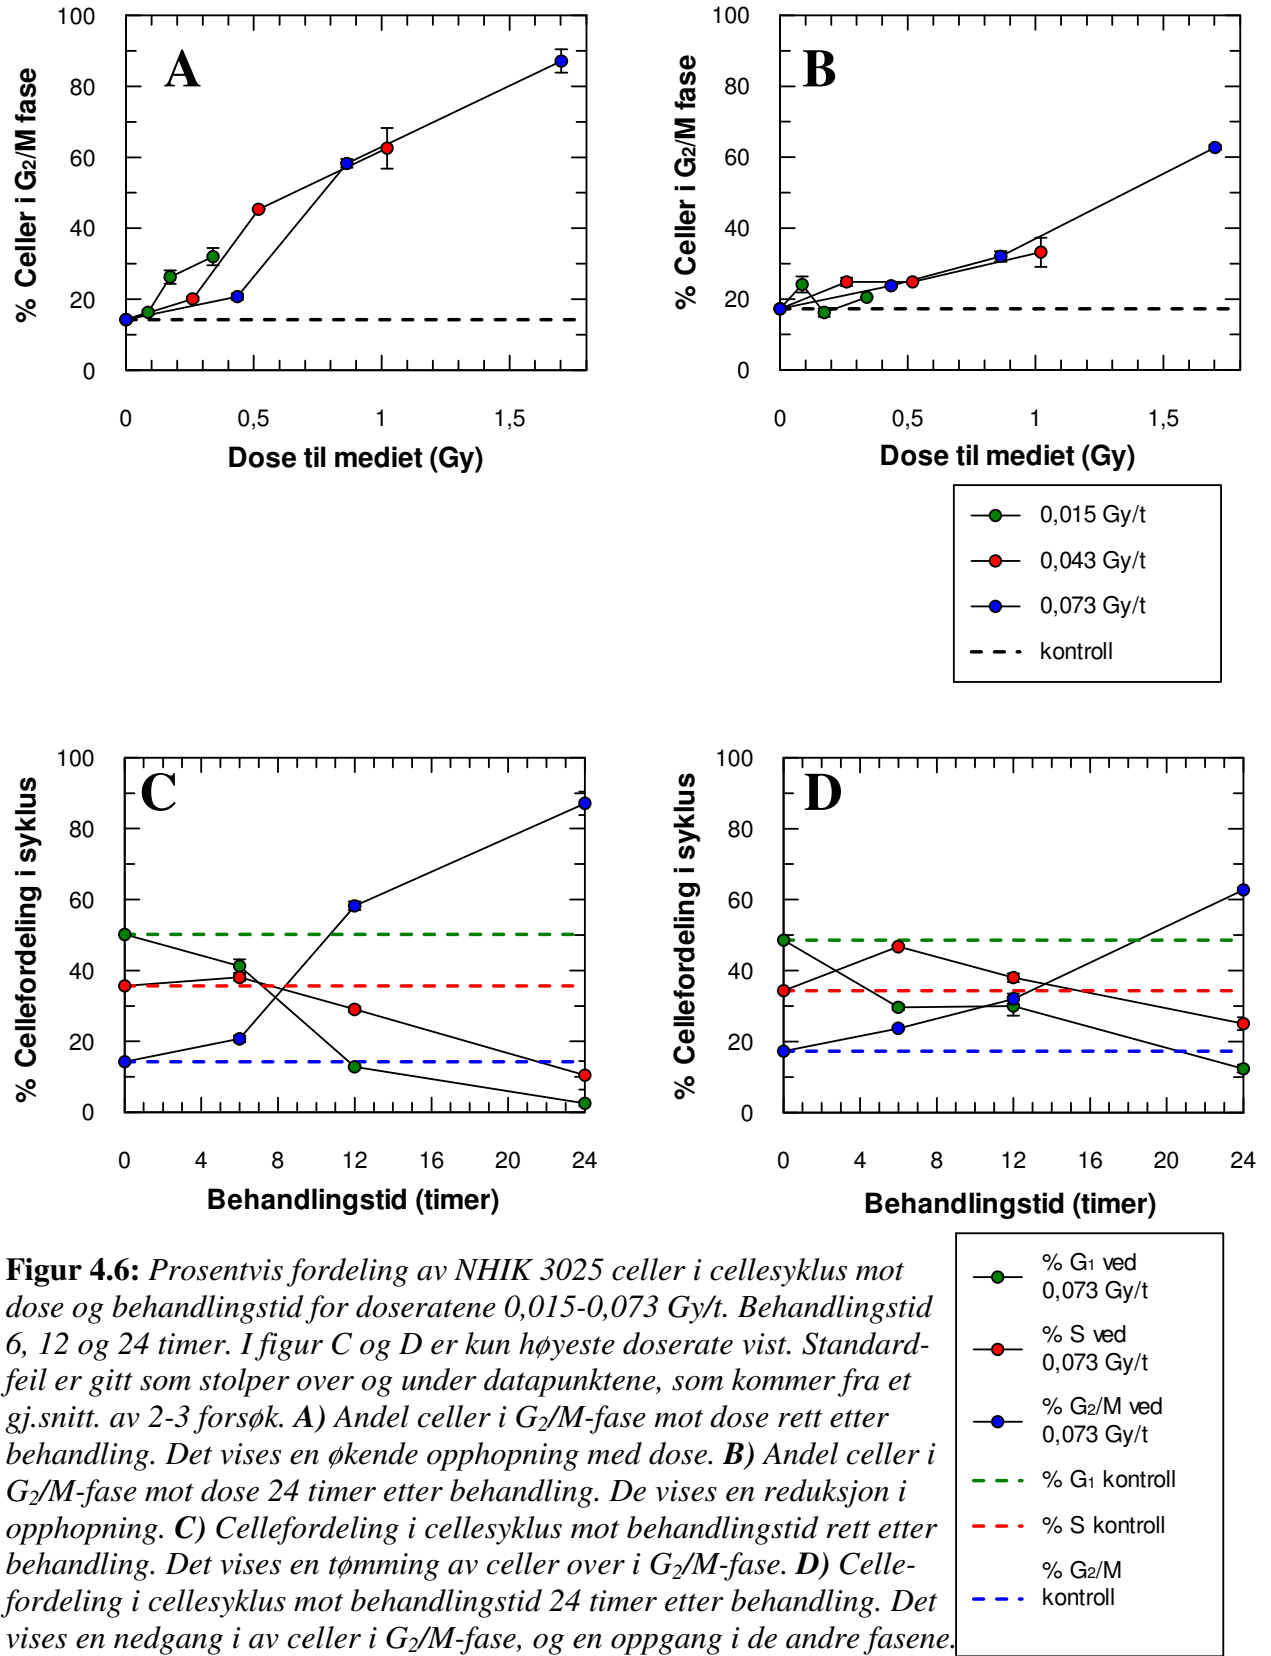 A
% Celler i G2/M fase
100
80
60
40
20
0
0
0,5
1
1,5
Dose til mediet (Gy)
B
% Celler i G2/M fase
100
80
60
40
20
0
0
0,5
1
1,5
Dose til mediet (Gy)
0,015 Gy/t
0,043 Gy/t
0,073 Gy/t
kontroll
C
% Cellefordeling i syklus
100
80
60
40
20
0
0
4
8
12
16
20
24
Behandlingstid (timer)
D
% Cellefordeling i syklus
100
80
60
40
20
0
0
4
8
12
16
20
24
Behandlingstid (timer)
% G1 ved
0,073 Gy/t
% S ved
0,073 Gy/t
% G2/M ved
0,073 Gy/t
% G1 kontroll
% S kontroll
% G2/M
kontroll
Figur 4.6: Prosentvis fordeling av NHIK 3025 celler i cellesyklus mot
dose og behandlingstid for doseratene 0,015-0,073 Gy/t. Behandlingstid
6, 12 og 24 timer. I figur C og D er kun høyeste doserate vist. Standard-
feil er gitt som stolper over og under datapunktene, som kommer fra et
gj.snitt. av 2-3 forsøk. A) Andel celler i G2/M-fase mot dose rett etter
behandling. Det vises en økende opphopning med dose. B) Andel celler i
G2/M-fase mot dose 24 timer etter behandling. De vises en reduksjon i
opphopning. C) Cellefordeling i cellesyklus mot behandlingstid rett etter
behandling. Det vises en tømming av celler over i G2/M-fase. D) Celle-
fordeling i cellesyklus mot behandlingstid 24 timer etter behandling. Det
vises en nedgang i av celler i G2/M-fase, og en oppgang i de andre fasene.